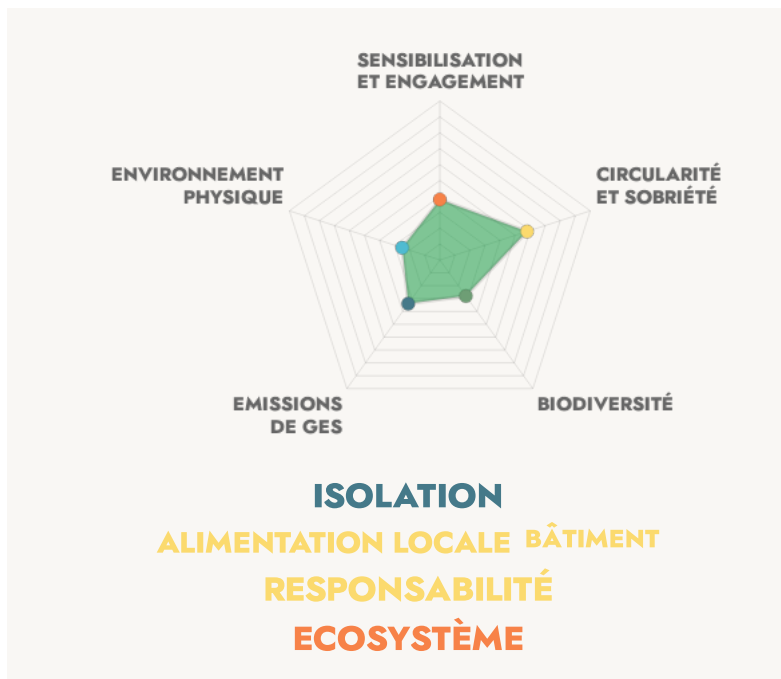 SENSIBILISATION
ET ENGAGEMENT
ENVIRONNEMENT
PHYSIQUE
CIRCULARITÉ
ET SOBRIÉTÉ
EMISSIONS
DE GES
BIODIVERSITÉ
ISOLATION
ALIMENTATION LOCALE BÂTIMENT
RESPONSABILITÉ
ECOSYSTÈME